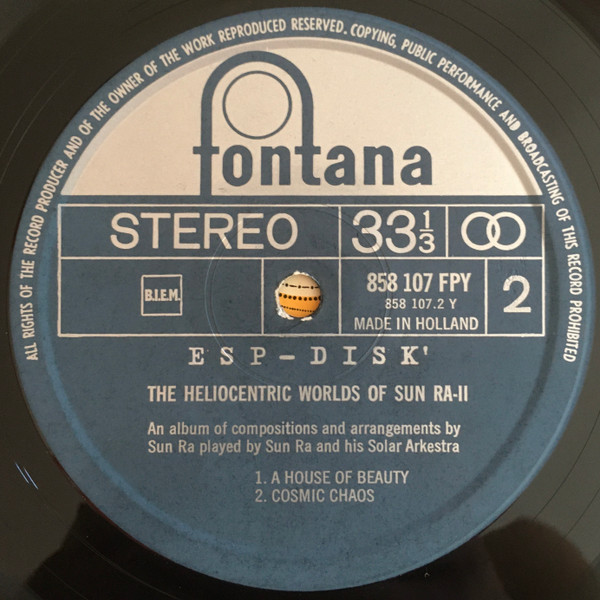 ALL RIGHTS OF THE RECORD PRODUCER AND OF THE OWNER OF THE WORK REPRODUCED RESERVED. COPYING, PUBLIC PERFORMANCE AND BROADCASTING OF THIS RECORD PROHIBITED
fontana
STEREO 33 1/3
B.I.E.M.
858 107 FPY
858 107.2 Y
MADE IN HOLLAND
2
ESP-DISK'
THE HELIOCENTRIC WORLDS OF SUN RA-II
An album of compositions and arrangements by
Sun Ra played by Sun Ra and his Solar Arkestra
1. A HOUSE OF BEAUTY
2. COSMIC CHAOS